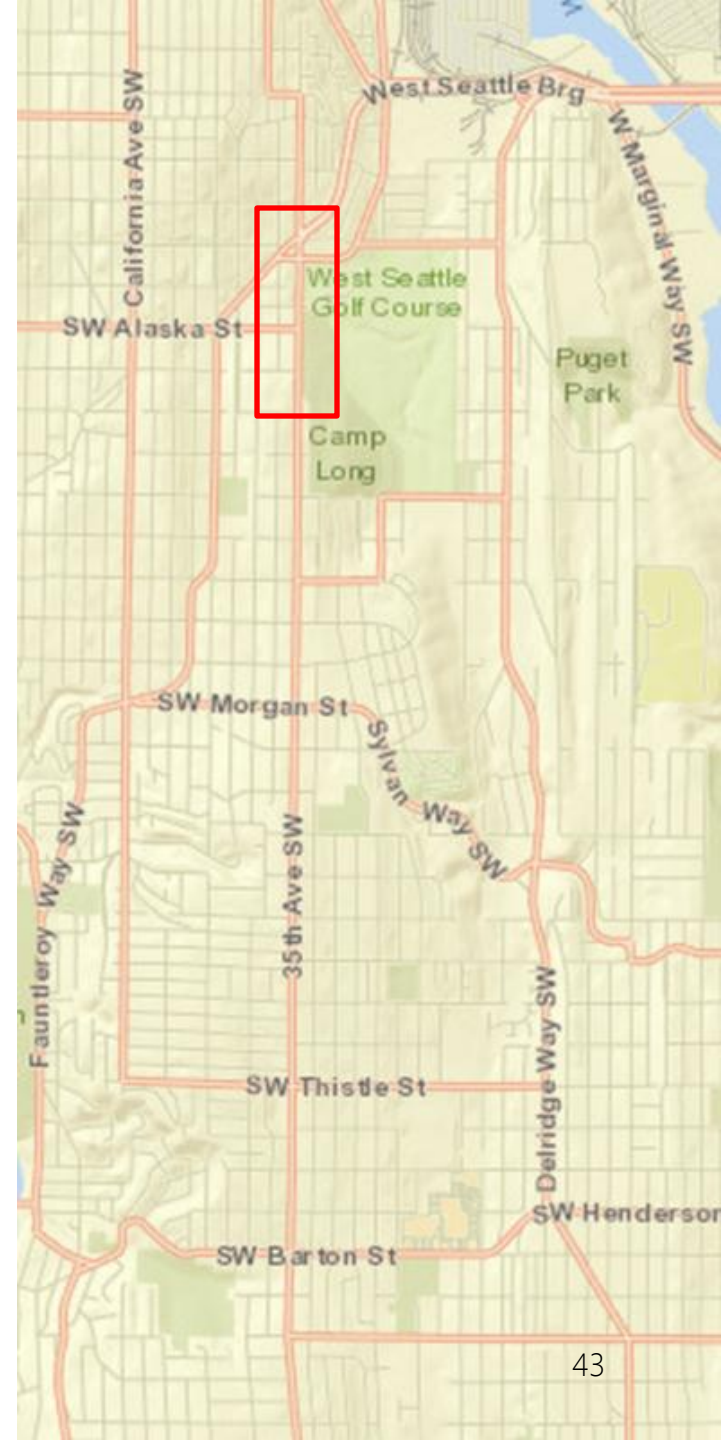 West Seattle Brg
California Ave SW
W Marginal Way SW
West Seattle
Golf Course
SW Alaska St
Puget
Park
Camp
Long
SW Morgan St
Sylvan Way SW
Fauntleroy Way SW
35th Ave SW
Delridge Way SW
SW Thistle St
SW Henderson
SW Barton St
43